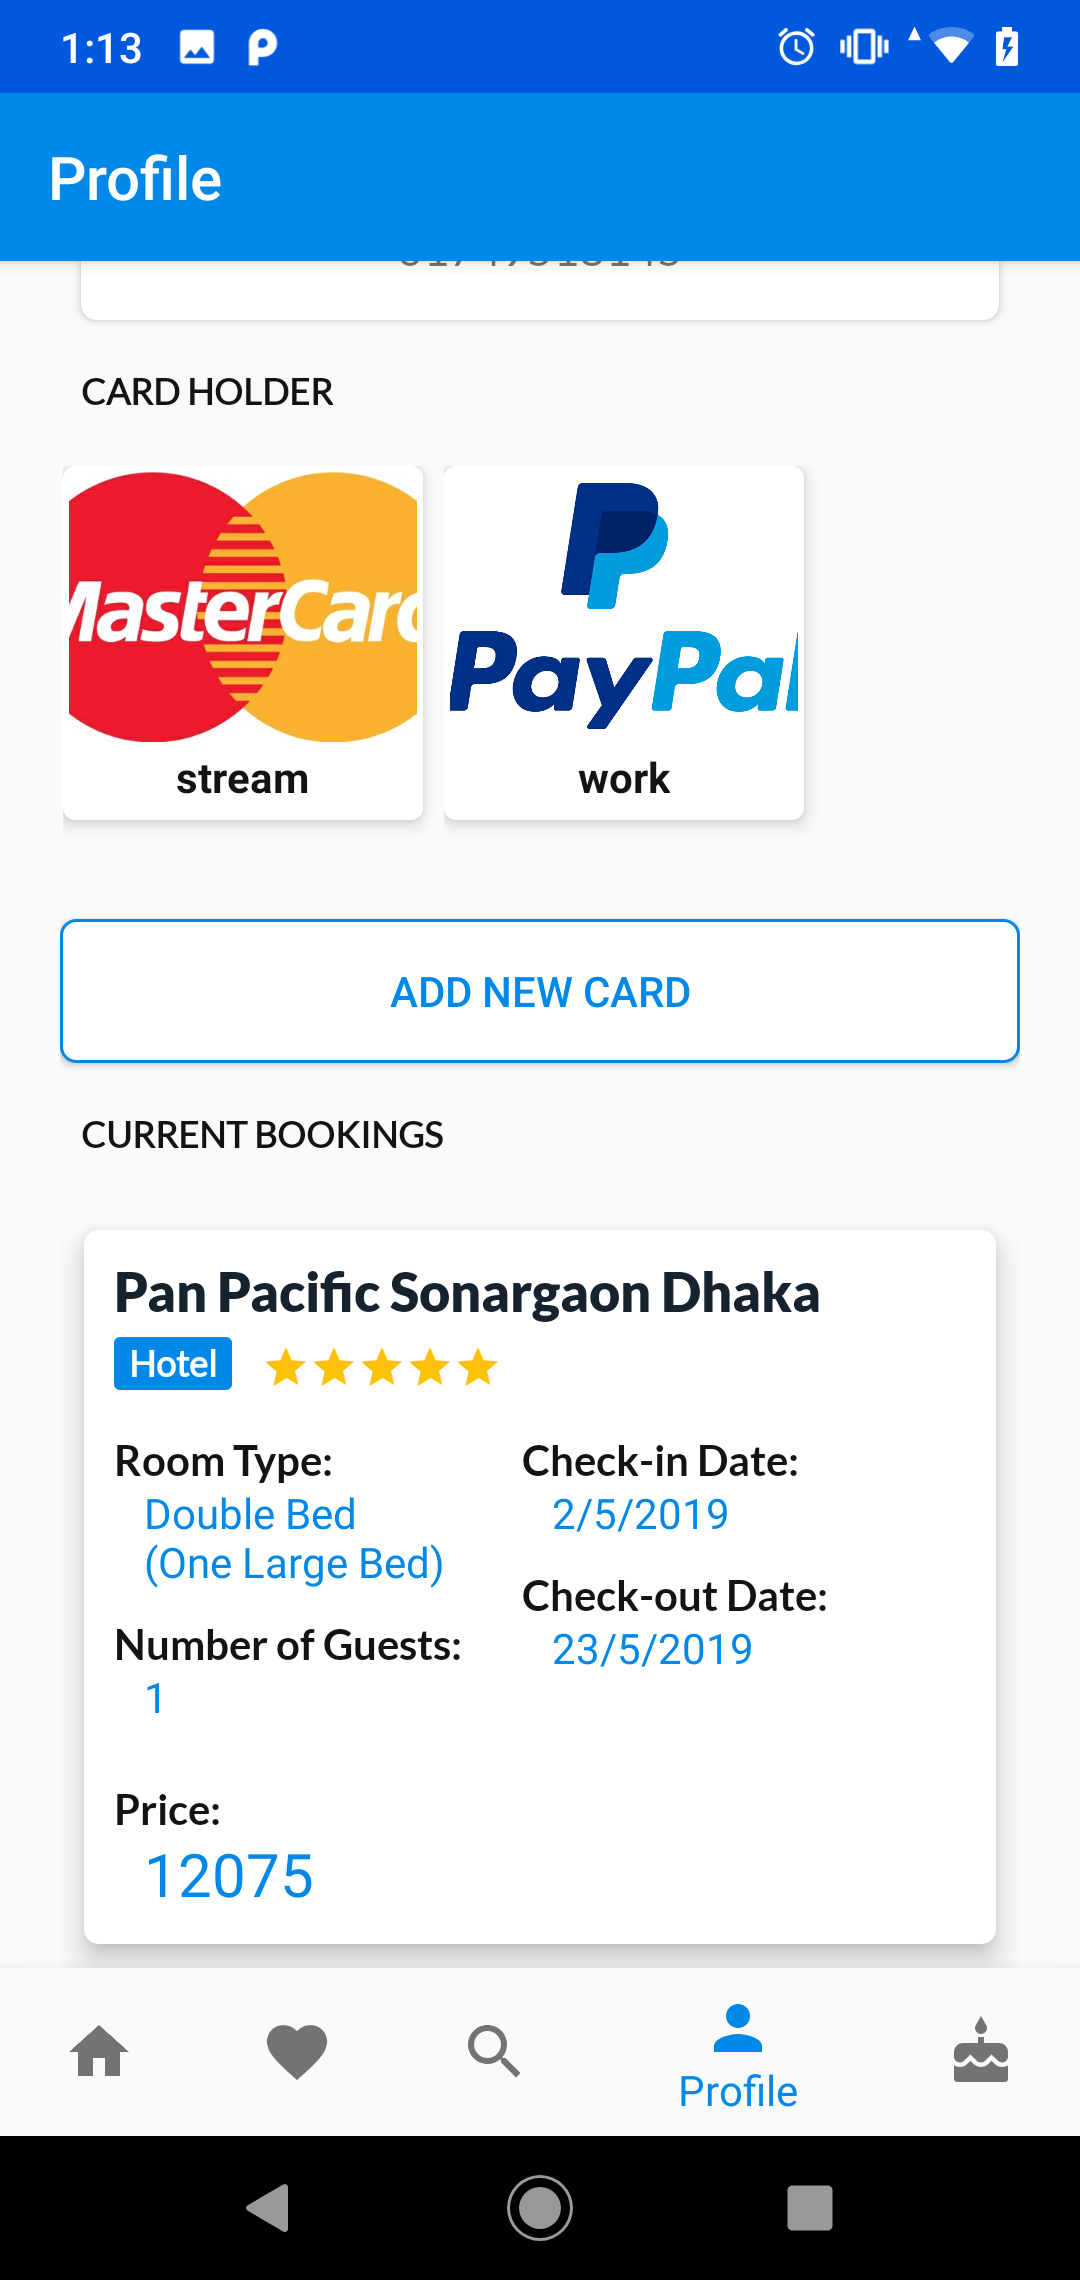 1:13
Profile
CARD HOLDER
MasterCard
PayPal
stream
work
ADD NEW CARD
CURRENT BOOKINGS
Pan Pacific Sonargaon Dhaka
Hotel
Room Type:
Double Bed
(One Large Bed)
Number of Guests:
1
Check-in Date:
2/5/2019
Check-out Date:
23/5/2019
Price:
12075
Profile